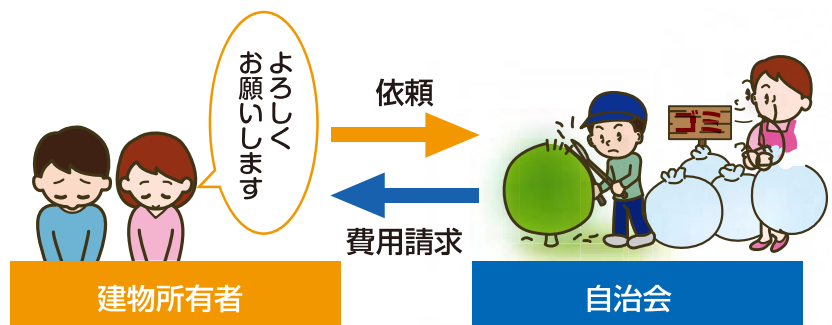 よろしく
お願いします
依頼
ゴミ
費用請求
建物所有者
自治会